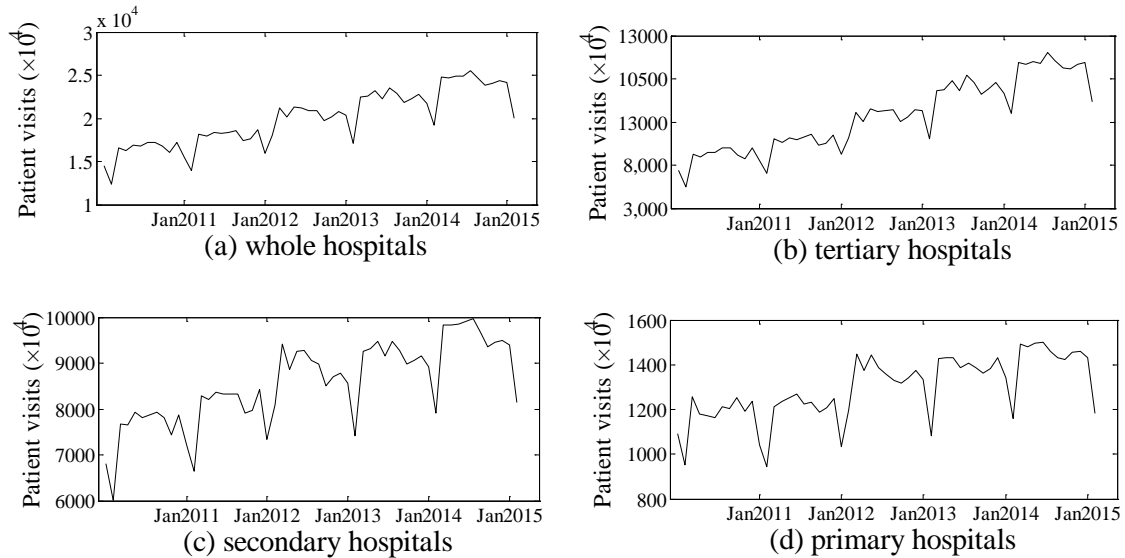 x 10^4
3
2.5
2
1.5
1
Patient visits (×10^4)
Jan2011 Jan2012 Jan2013 Jan2014 Jan2015
(a) whole hospitals
13000
10500
13000
8,000
3,000
Patient visits (×10^4)
Jan2011 Jan2012 Jan2013 Jan2014 Jan2015
(b) tertiary hospitals
10000
9000
8000
7000
6000
Patient visits (×10^4)
Jan2011 Jan2012 Jan2013 Jan2014 Jan2015
(c) secondary hospitals
1600
1400
1200
1000
800
Patient visits (×10^4)
Jan2011 Jan2012 Jan2013 Jan2014 Jan2015
(d) primary hospitals